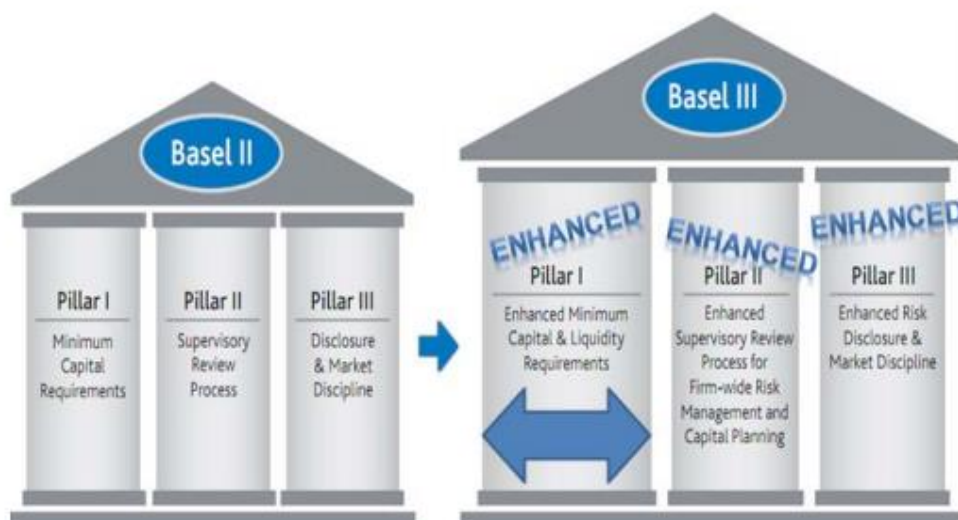 Basel II
Pillar I
Minimum
Capital
Requirements
Pillar II
Supervisory
Review
Process
Pillar III
Disclosure
& Market
Discipline
Basel III
ENHANCED
Pillar I
Enhanced Minimum
Capital & Liquidity
Requirements
ENHANCED
Pillar II
Enhanced
Supervisory Review
Process for
Firm-wide Risk
Management and
Capital Planning
ENHANCED
Pillar III
Enhanced Risk
Disclosure &
Market Discipline